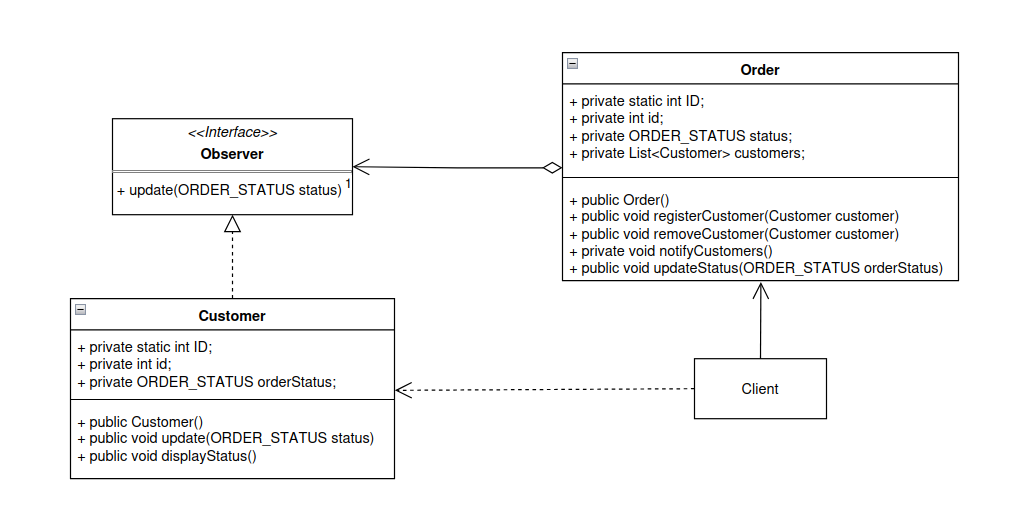 <<Interface>>
Observer
+ update(ORDER_STATUS status)
1
Order
+ private static int ID;
+ private int id;
+ private ORDER_STATUS status;
+ private List<Customer> customers;
+ public Order()
+ public void registerCustomer(Customer customer)
+ public void removeCustomer(Customer customer)
+ private void notifyCustomers()
+ public void updateStatus(ORDER_STATUS orderStatus)
Customer
+ private static int ID;
+ private int id;
+ private ORDER_STATUS orderStatus;
+ public Customer()
+ public void update(ORDER_STATUS status)
+ public void displayStatus()
Client